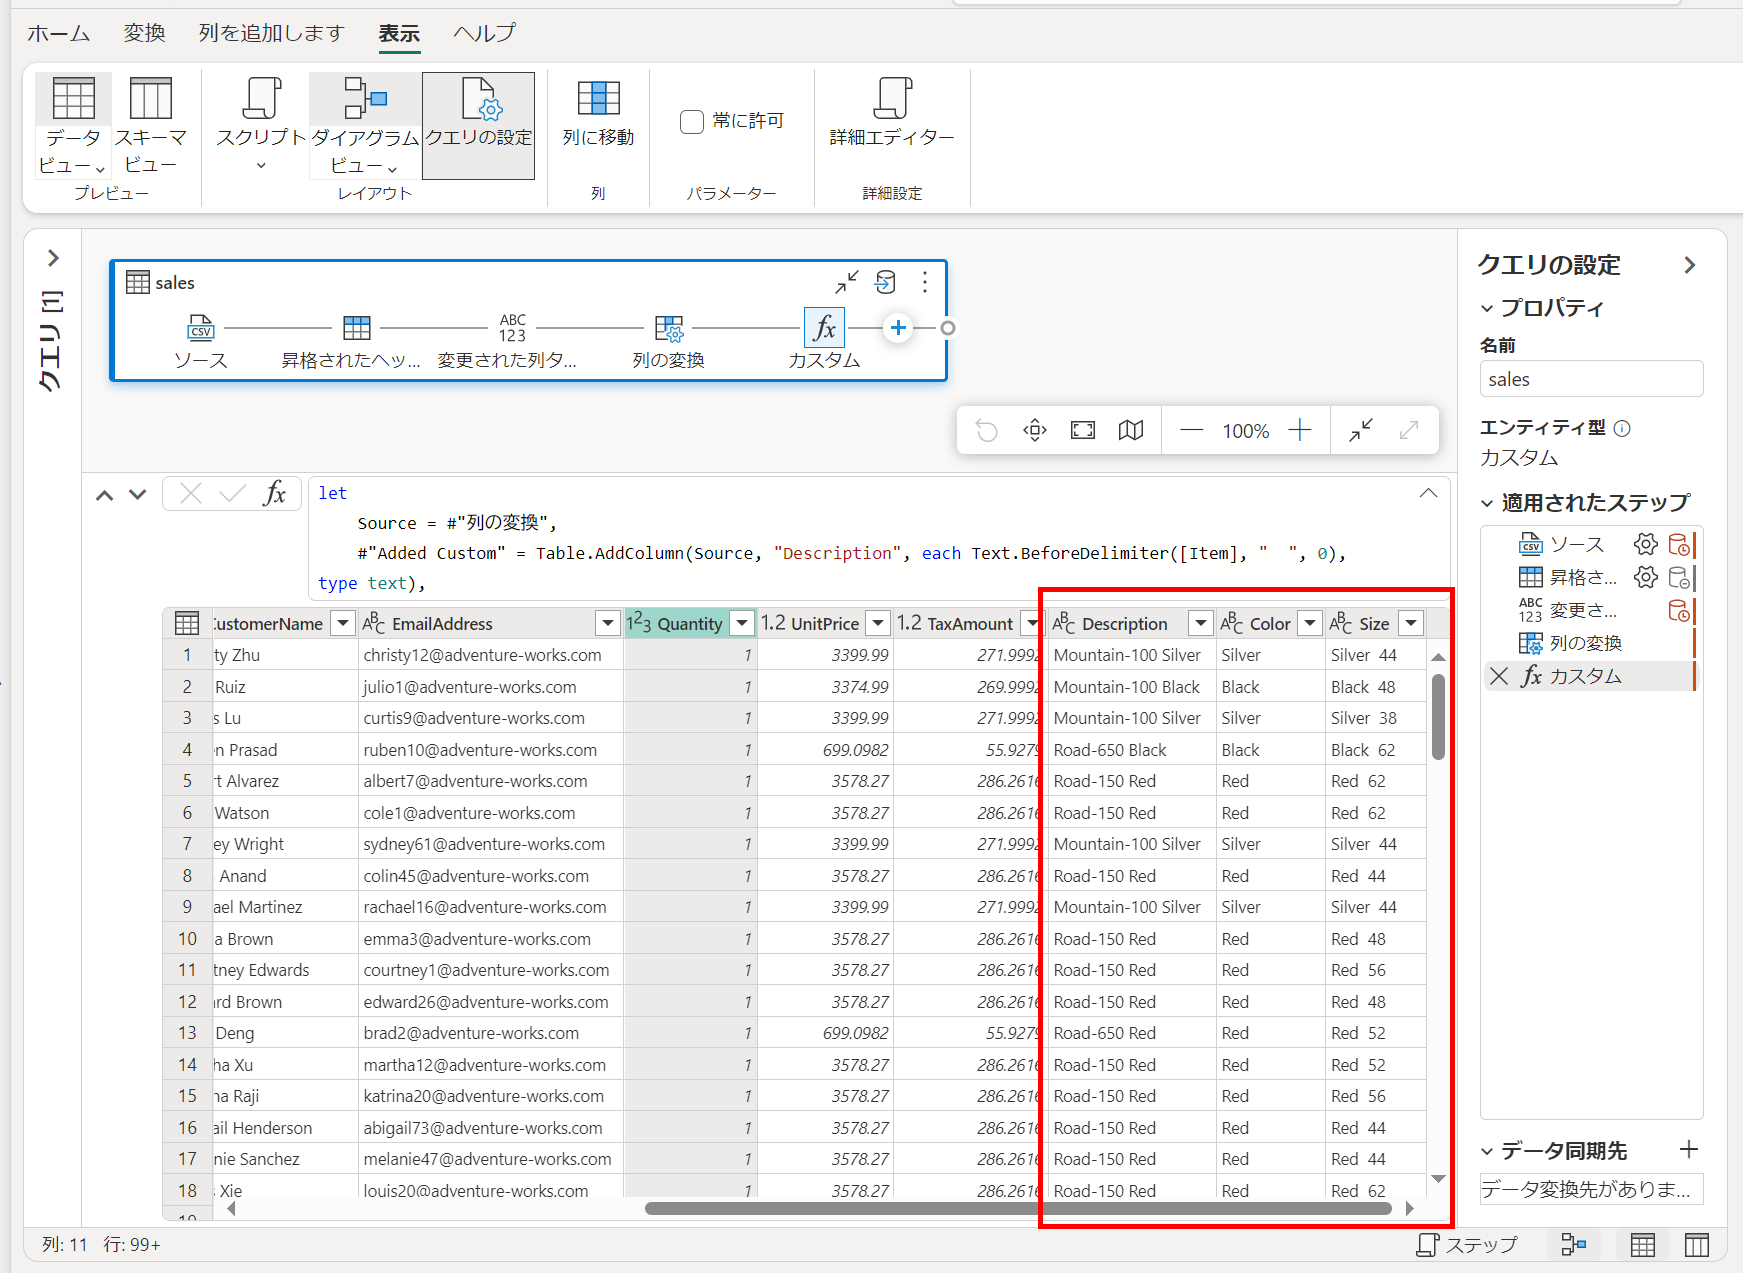 ホーム 変換 列を追加します 表示 ヘルプ
データ ビュー スキーマ ビュー スクリプト ダイアグラム ビュー クエリの設定 列に移動 常に許可 詳細エディター
プレビュー レイアウト 列 パラメーター 詳細設定
クエリ [1]
sales
CSV ABC 123 fx
ソース 昇格されたヘッ... 変更された列タ... 列の変換 カスタム
100%
fx
let
Source = #"列の変換",
#"Added Custom" = Table.AddColumn(Source, "Description", each Text.BeforeDelimiter([Item], "  ", 0),
type text),
CustomerName ABC EmailAddress 123 Quantity 1.2 UnitPrice 1.2 TaxAmount ABC Description ABC Color ABC Size
1 ty Zhu christy12@adventure-works.com 1 3399.99 271.9992 Mountain-100 Silver Silver Silver 44
2 Ruiz julio1@adventure-works.com 1 3374.99 269.9992 Mountain-100 Black Black Black 48
3 s Lu curtis9@adventure-works.com 1 3399.99 271.9992 Mountain-100 Silver Silver Silver 38
4 n Prasad ruben10@adventure-works.com 1 699.0982 55.9279 Road-650 Black Black Black 62
5 t Alvarez albert7@adventure-works.com 1 3578.27 286.2616 Road-150 Red Red Red 62
6 Watson cole1@adventure-works.com 1 3578.27 286.2616 Road-150 Red Red Red 62
7 ey Wright sydney61@adventure-works.com 1 3399.99 271.9992 Mountain-100 Silver Silver Silver 44
8 Anand colin45@adventure-works.com 1 3578.27 286.2616 Road-150 Red Red Red 44
9 ael Martinez rachael16@adventure-works.com 1 3399.99 271.9992 Mountain-100 Silver Silver Silver 44
10 a Brown emma3@adventure-works.com 1 3578.27 286.2616 Road-150 Red Red Red 48
11 tney Edwards courtney1@adventure-works.com 1 3578.27 286.2616 Road-150 Red Red Red 56
12 rd Brown edward26@adventure-works.com 1 3578.27 286.2616 Road-150 Red Red Red 48
13 Deng brad2@adventure-works.com 1 699.0982 55.9279 Road-650 Red Red Red 52
14 ha Xu martha12@adventure-works.com 1 3578.27 286.2616 Road-150 Red Red Red 52
15 na Raji katrina20@adventure-works.com 1 3578.27 286.2616 Road-150 Red Red Red 56
16 ail Henderson abigail73@adventure-works.com 1 3578.27 286.2616 Road-150 Red Red Red 44
17 nie Sanchez melanie47@adventure-works.com 1 3578.27 286.2616 Road-150 Red Red Red 44
18 Xie louis20@adventure-works.com 1 3578.27 286.2616 Road-150 Red Red Red 62
クエリの設定
プロパティ
名前
sales
エンティティ型
カスタム
適用されたステップ
CSV ソース
昇格さ...
ABC 123 変更さ...
列の変換
fx カスタム
データ同期先
データ変換先がありま...
列: 11 行: 99+ ステップ